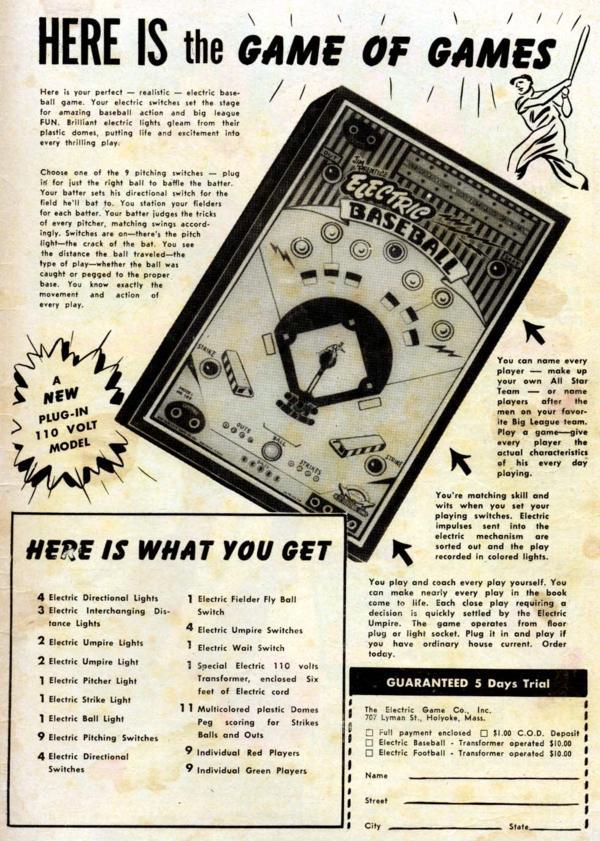 HERE IS the GAME OF GAMES
Here is your perfect — realistic — electric base-
ball game. Your electric switches set the stage
for amazing baseball action and big league
FUN. Brilliant electric lights gleam from their
plastic domes, putting life and excitement into
every thrilling play.
Choose one of the 9 pitching switches — plug
in for just the right ball to baffle the batter.
Your batter sets his directional switch for the
field he'll bat to. You station your fielders
for each batter. Your batter judges the tricks
of every pitcher, matching swings accord-
ingly. Switches are on—there's the pitch
light—the crack of the bat. You see
the distance the ball traveled—the
type of play—whether the ball was
caught or pegged to the proper
base. You know exactly the
movement and action of
every play.
JIM PRENTICE
ELECTRIC
BASEBALL
OUT
STRIKE
OUTS
BALL
STRIKES
STRIKE
A
NEW
PLUG-IN
110 VOLT
MODEL
You can name every
player — make up
your own All Star
Team — or name
players after the
men on your favor-
ite Big League team.
Play a game—give
every player the
actual characteristics
of his every day
playing.
You're matching skill and
wits when you set your
playing switches. Electric
impulses sent into the
electric mechanism are
sorted out and the play
recorded in colored lights.
You play and coach every play yourself. You
can make nearly every play in the book
come to life. Each close play requiring a
decision is quickly settled by the Electric
Umpire. The game operates from floor
plug or light socket. Plug it in and play if
you have ordinary house current. Order
today.
HERE IS WHAT YOU GET
4 Electric Directional Lights
3 Electric Interchanging Dis-
tance Lights
2 Electric Umpire Lights
2 Electric Umpire Light
1 Electric Pitcher Light
1 Electric Strike Light
1 Electric Ball Light
9 Electric Pitching Switches
4 Electric Directional
Switches
1 Electric Fielder Fly Ball
Switch
4 Electric Umpire Switches
1 Electric Wait Switch
1 Special Electric 110 volts
Transformer, enclosed Six
feet of Electric cord
11 Multicolored plastic Domes
Peg scoring for Strikes
Balls and Outs
9 Individual Red Players
9 Individual Green Players
GUARANTEED 5 Days Trial
The Electric Game Co., Inc.
707 Lyman St., Holyoke, Mass.
☐ Full payment enclosed ☐ $1.00 C.O.D. Deposit
☐ Electric Baseball - Transformer operated $10.00
☐ Electric Football - Transformer operated $10.00
Name
Street
City State